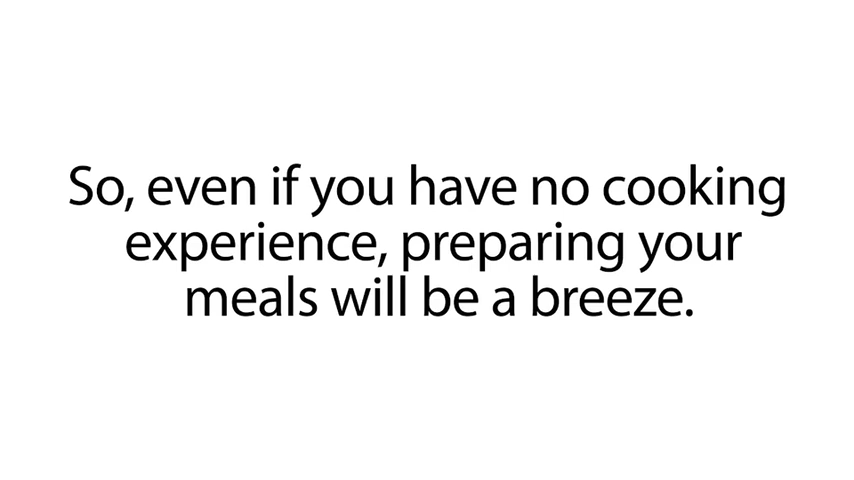 So, even if you have no cooking
experience, preparing your
meals will be a breeze.